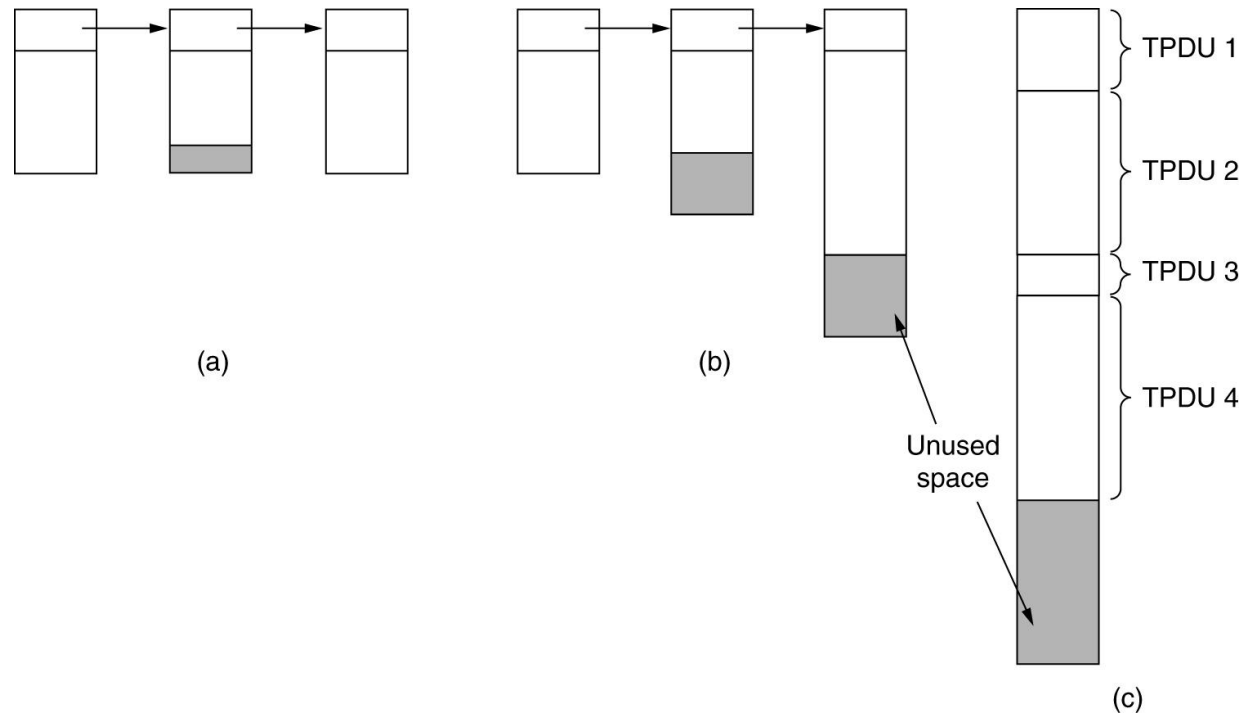 TPDU 1
TPDU 2
TPDU 3
(a)
(b)
TPDU 4
Unused
space
(c)